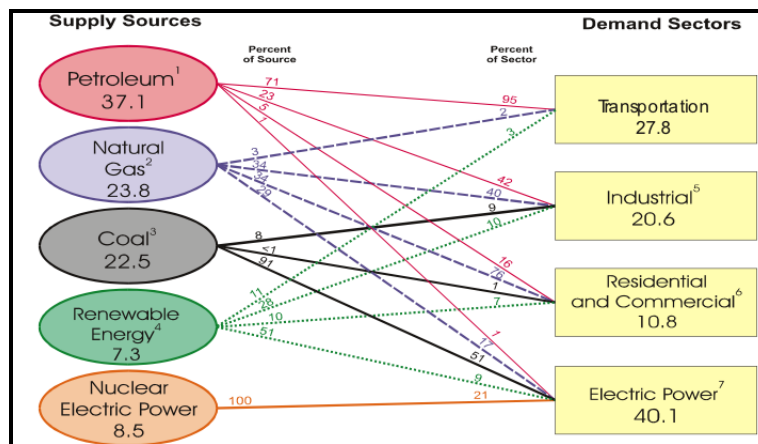 Supply Sources
Demand Sectors
Percent
of Source
Percent
of Sector
Petroleum1
37.1
71
23
5
1
95
2
3
Transportation
27.8
Natural
Gas2
23.8
3
34
34
29
42
40
9
10
Industrial5
20.6
Coal3
22.5
8
<1
91
16
76
1
7
Residential
and Commercial6
10.8
Renewable
Energy4
7.3
11
28
10
51
1
17
51
9
Nuclear
Electric Power
8.5
100
21
Electric Power7
40.1